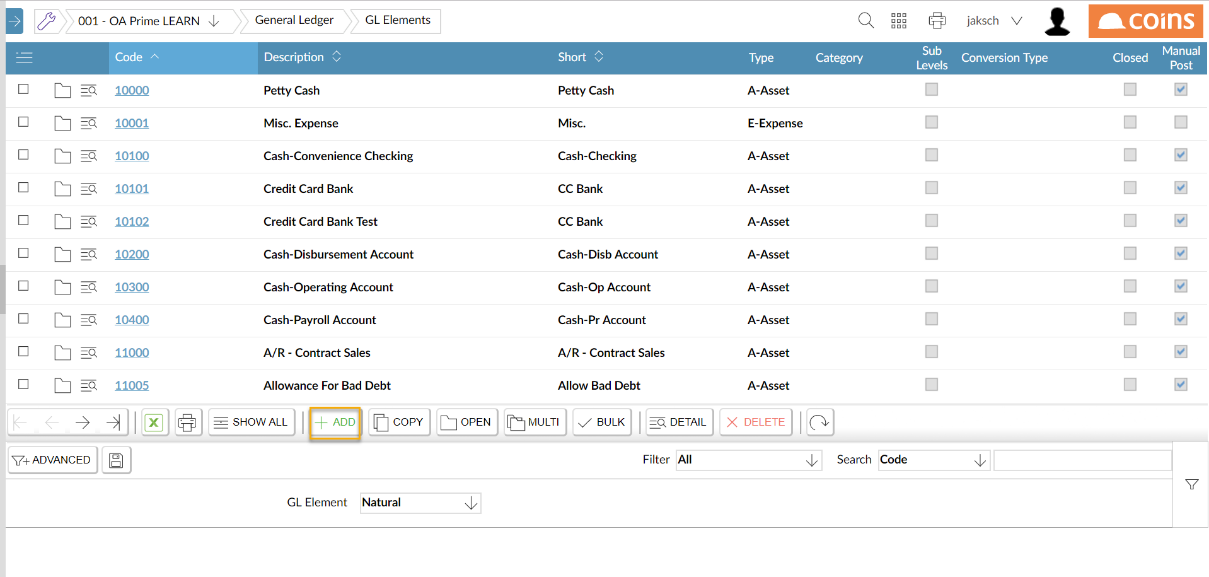 001 - OA Prime LEARN General Ledger GL Elements jaksch coins
Code Description Short Type Category Sub Levels Conversion Type Closed Manual Post
10000 Petty Cash Petty Cash A-Asset
10001 Misc. Expense Misc. E-Expense
10100 Cash-Convenience Checking Cash-Checking A-Asset
10101 Credit Card Bank CC Bank A-Asset
10102 Credit Card Bank Test CC Bank A-Asset
10200 Cash-Disbursement Account Cash-Disb Account A-Asset
10300 Cash-Operating Account Cash-Op Account A-Asset
10400 Cash-Payroll Account Cash-Pr Account A-Asset
11000 A/R - Contract Sales A/R - Contract Sales A-Asset
11005 Allowance For Bad Debt Allow Bad Debt A-Asset
X SHOW ALL ADD COPY OPEN MULTI BULK DETAIL DELETE
ADVANCED Filter All Search Code
GL Element Natural